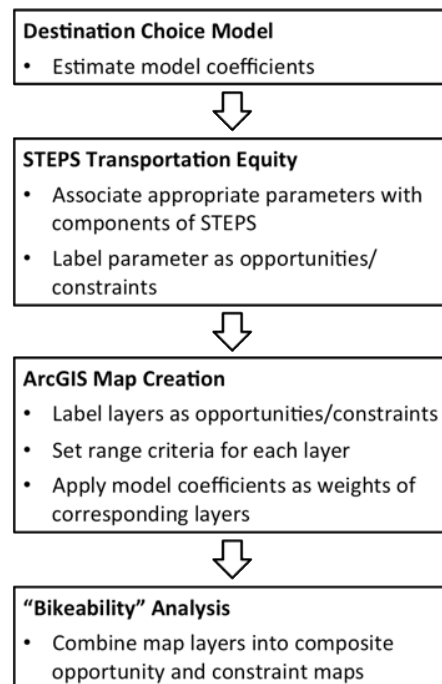 Destination Choice Model
• Estimate model coefficients
STEPS Transportation Equity
• Associate appropriate parameters with
components of STEPS
• Label parameter as opportunities/
constraints
ArcGIS Map Creation
• Label layers as opportunities/constraints
• Set range criteria for each layer
• Apply model coefficients as weights of
corresponding layers
“Bikeability” Analysis
• Combine map layers into composite
opportunity and constraint maps